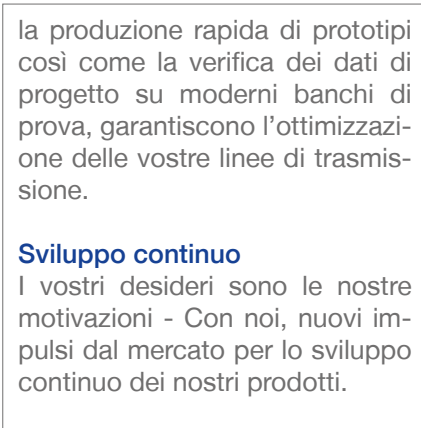 la produzione rapida di prototipi
così come la verifica dei dati di
progetto su moderni banchi di
prova, garantiscono l'ottimizzazi-
one delle vostre linee di trasmis-
sione.
Sviluppo continuo
I vostri desideri sono le nostre
motivazioni - Con noi, nuovi im-
pulsi dal mercato per lo sviluppo
continuo dei nostri prodotti.